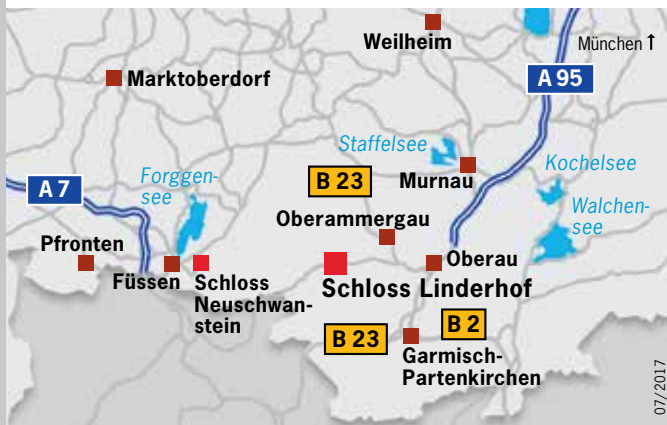 Weilheim
München ↑
Marktoberdorf
A 95
Staffelsee
B 23
Murnau
Kochelsee
Forggen-
see
A 7
Walchen-
see
Oberammergau
Pfronten
Füssen
Schloss
Neuschwan-
stein
Oberau
Schloss Linderhof
B 23
B 2
Garmisch-
Partenkirchen
07/2017